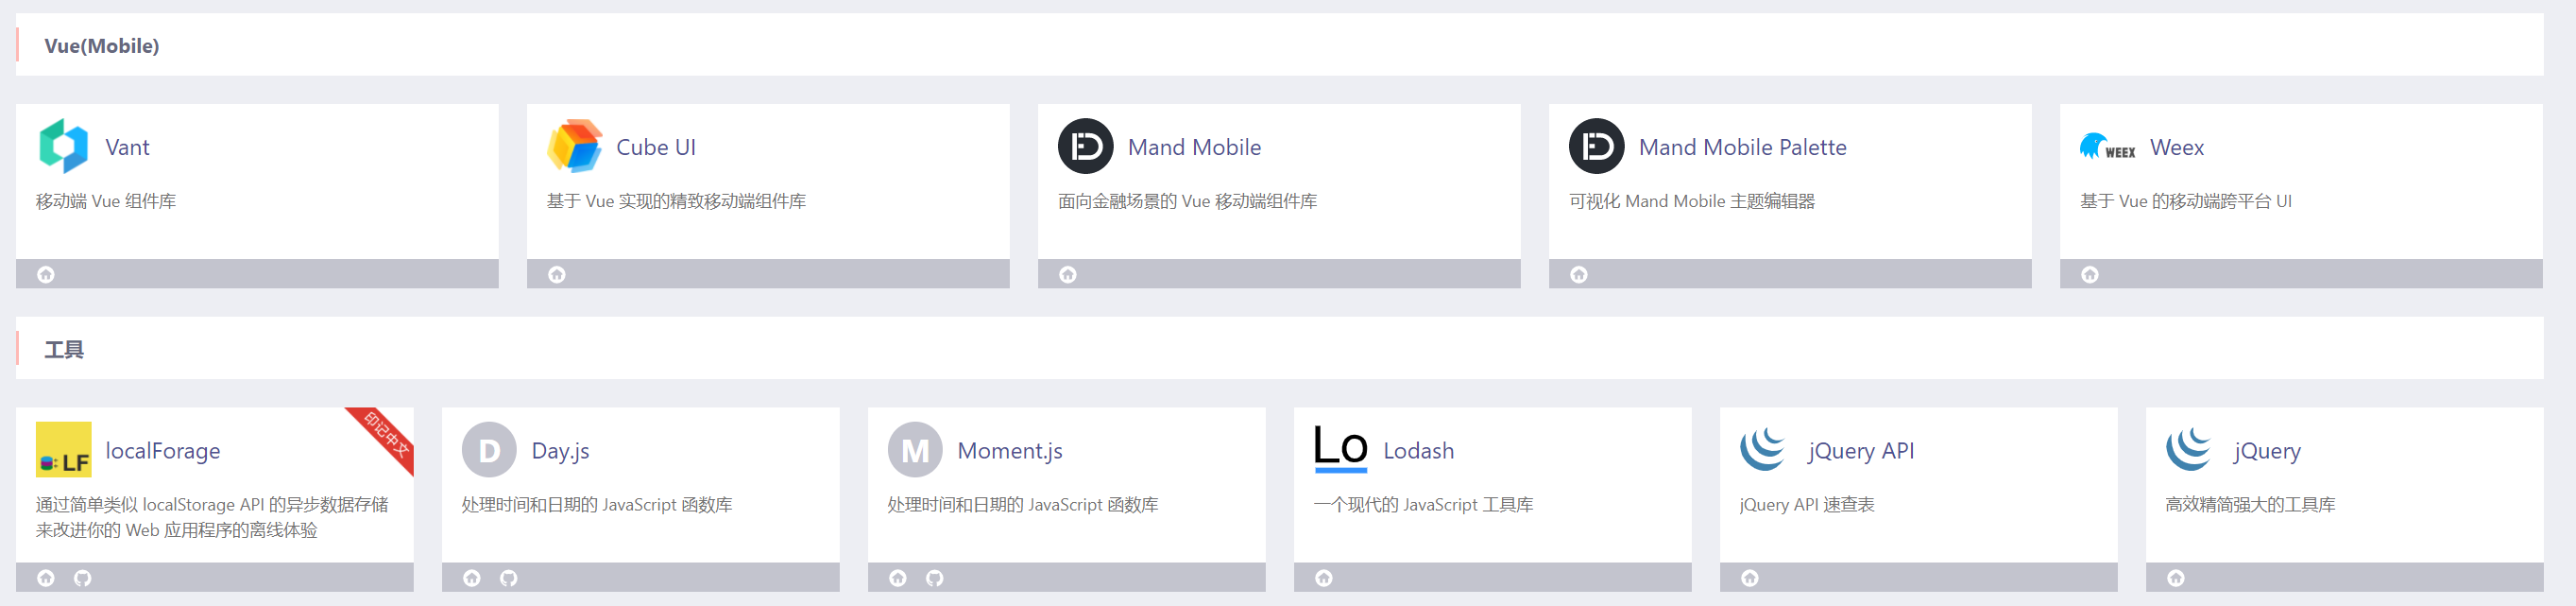 Vue(Mobile)
Vant
移动端 Vue 组件库
Cube UI
基于 Vue 实现的精致移动端组件库
Mand Mobile
面向金融场景的 Vue 移动端组件库
Mand Mobile Palette
可视化 Mand Mobile 主题编辑器
WEEX
Weex
基于 Vue 的移动端跨平台 UI
工具
LF
localForage
印记中文
通过简单类似 localStorage API 的异步数据存储
来改进你的 Web 应用程序的离线体验
D
Day.js
处理时间和日期的 JavaScript 函数库
M
Moment.js
处理时间和日期的 JavaScript 函数库
Lo
Lodash
一个现代的 JavaScript 工具库
jQuery API
jQuery API 速查表
jQuery
高效精简强大的工具库